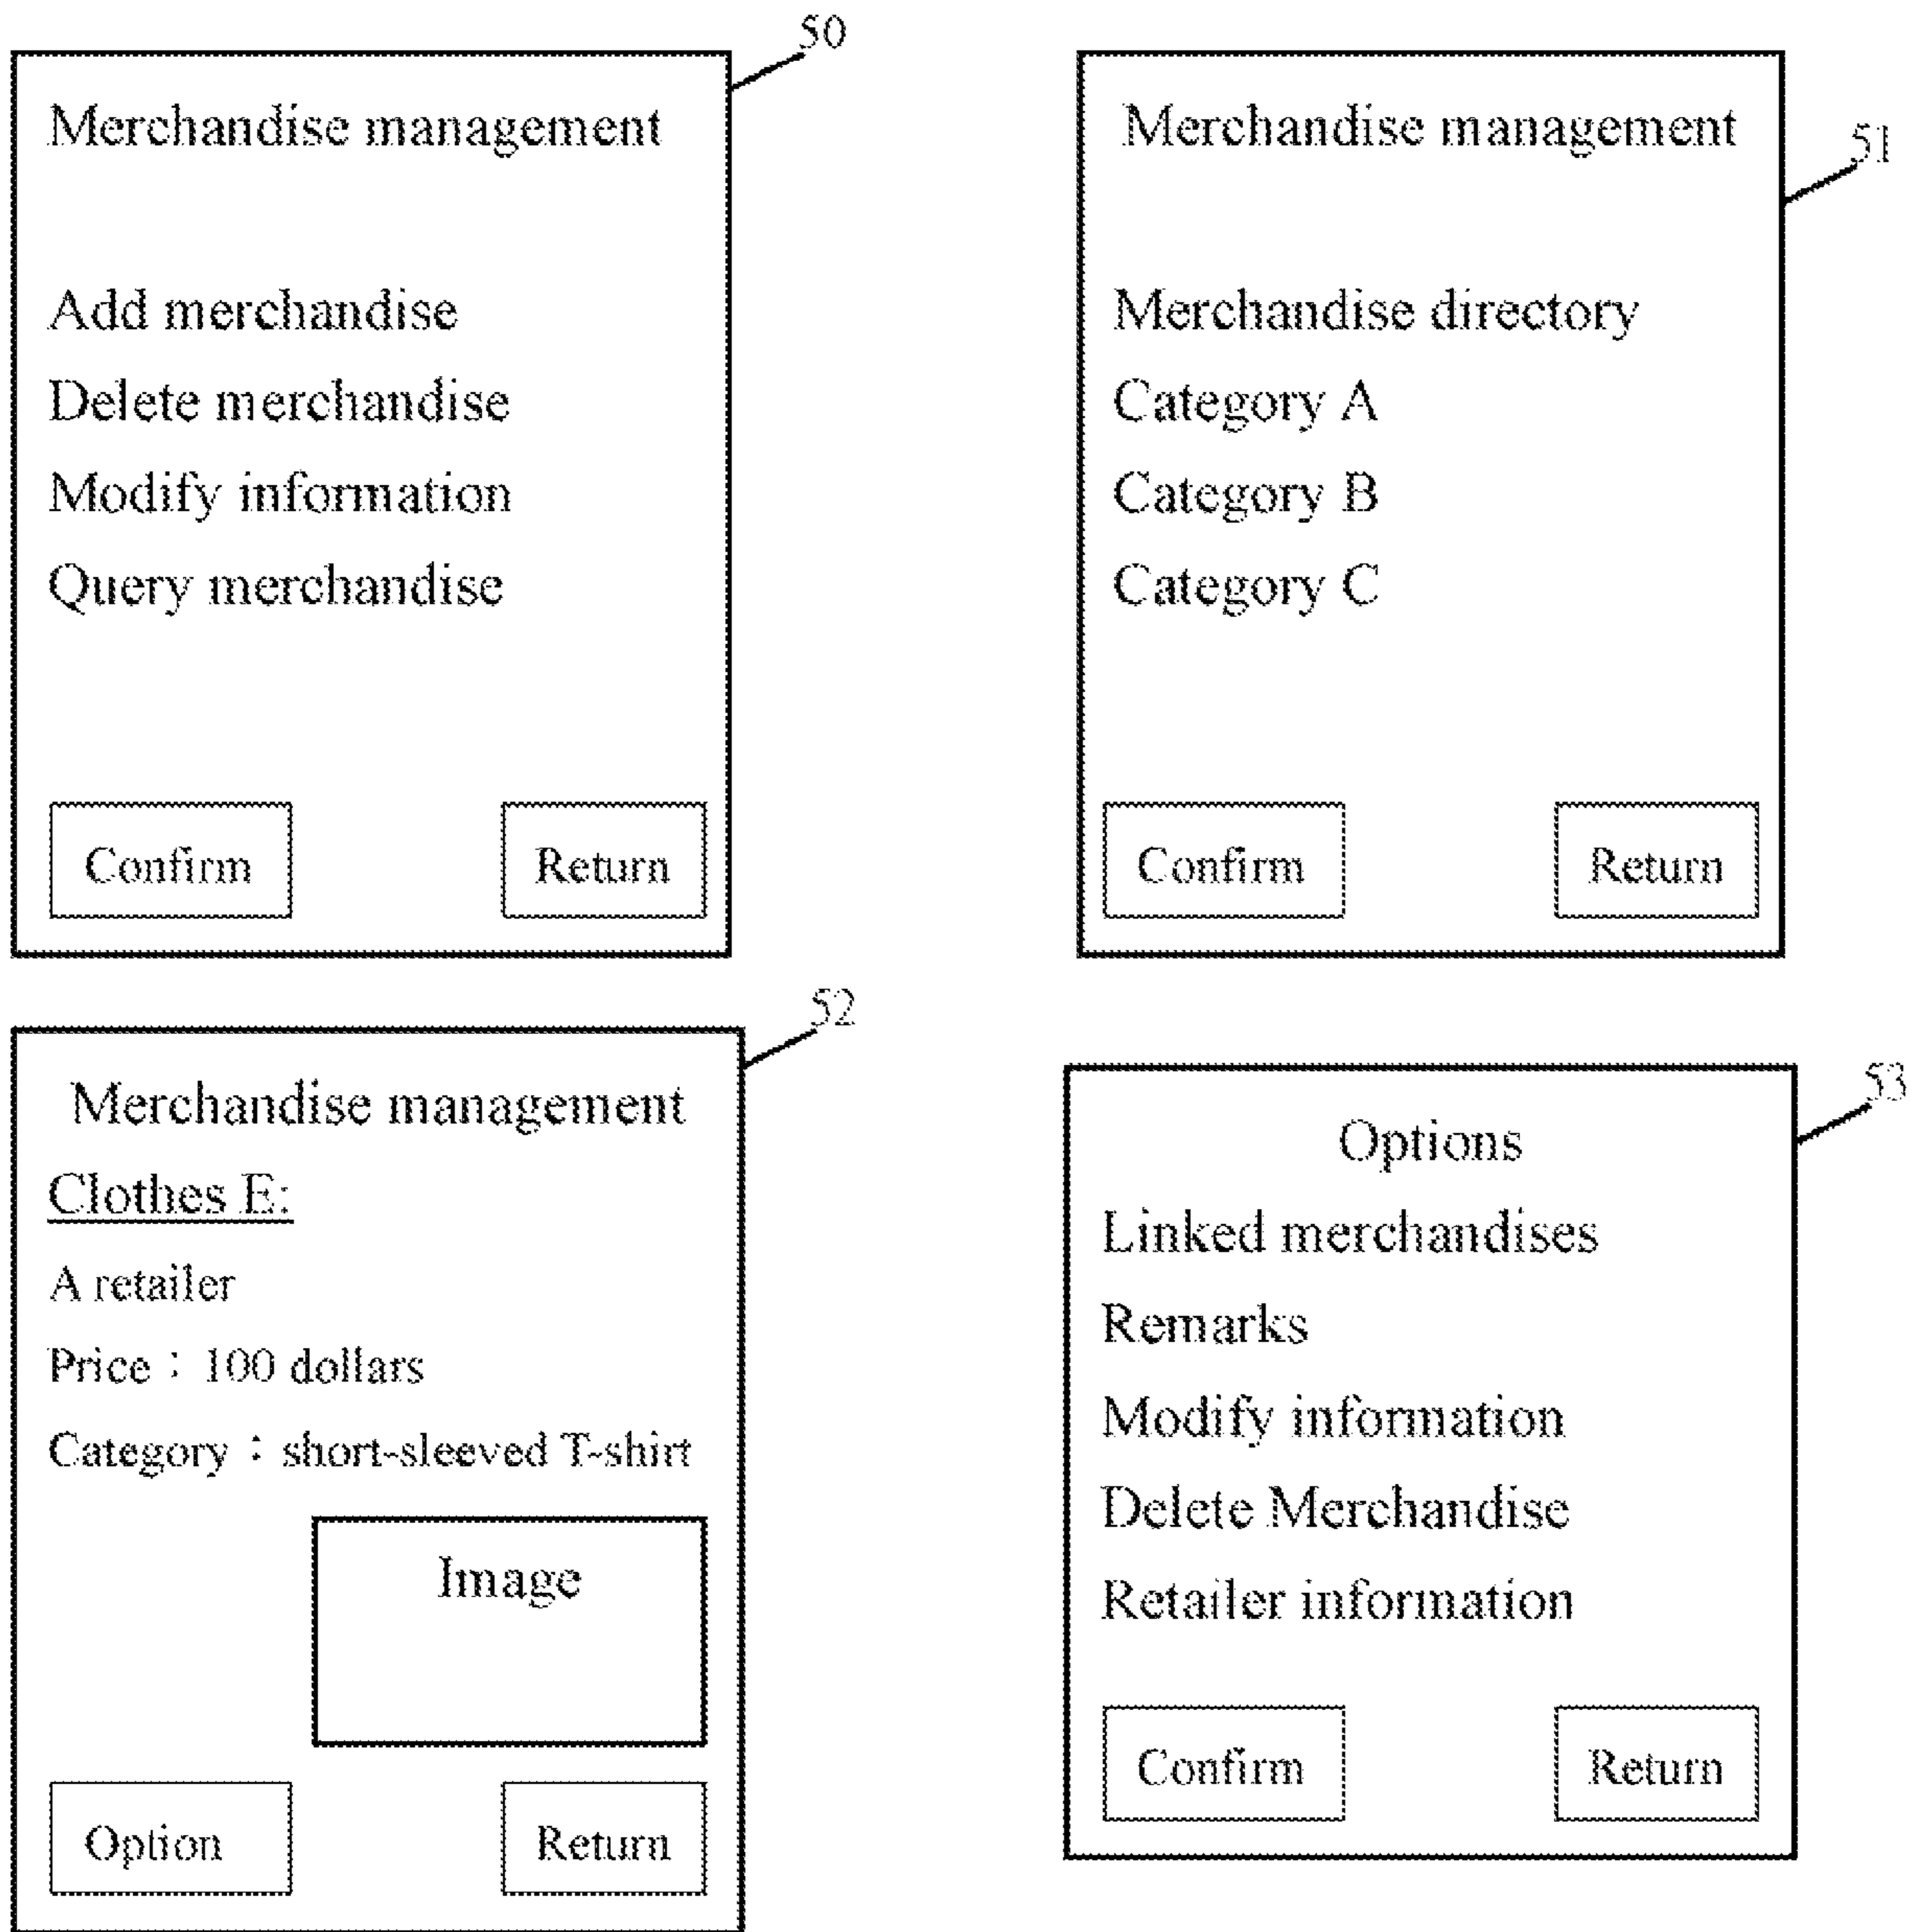 50
Merchandise management
Add merchandise
Delete merchandise
Modify information
Query merchandise
Confirm
Return
51
Merchandise management
Merchandise directory
Category A
Category B
Category C
Confirm
Return
52
Merchandise management
Clothes E:
A retailer
Price：100 dollars
Category：short-sleeved T-shirt
Image
Option
Return
53
Options
Linked merchandises
Remarks
Modify information
Delete Merchandise
Retailer information
Confirm
Return